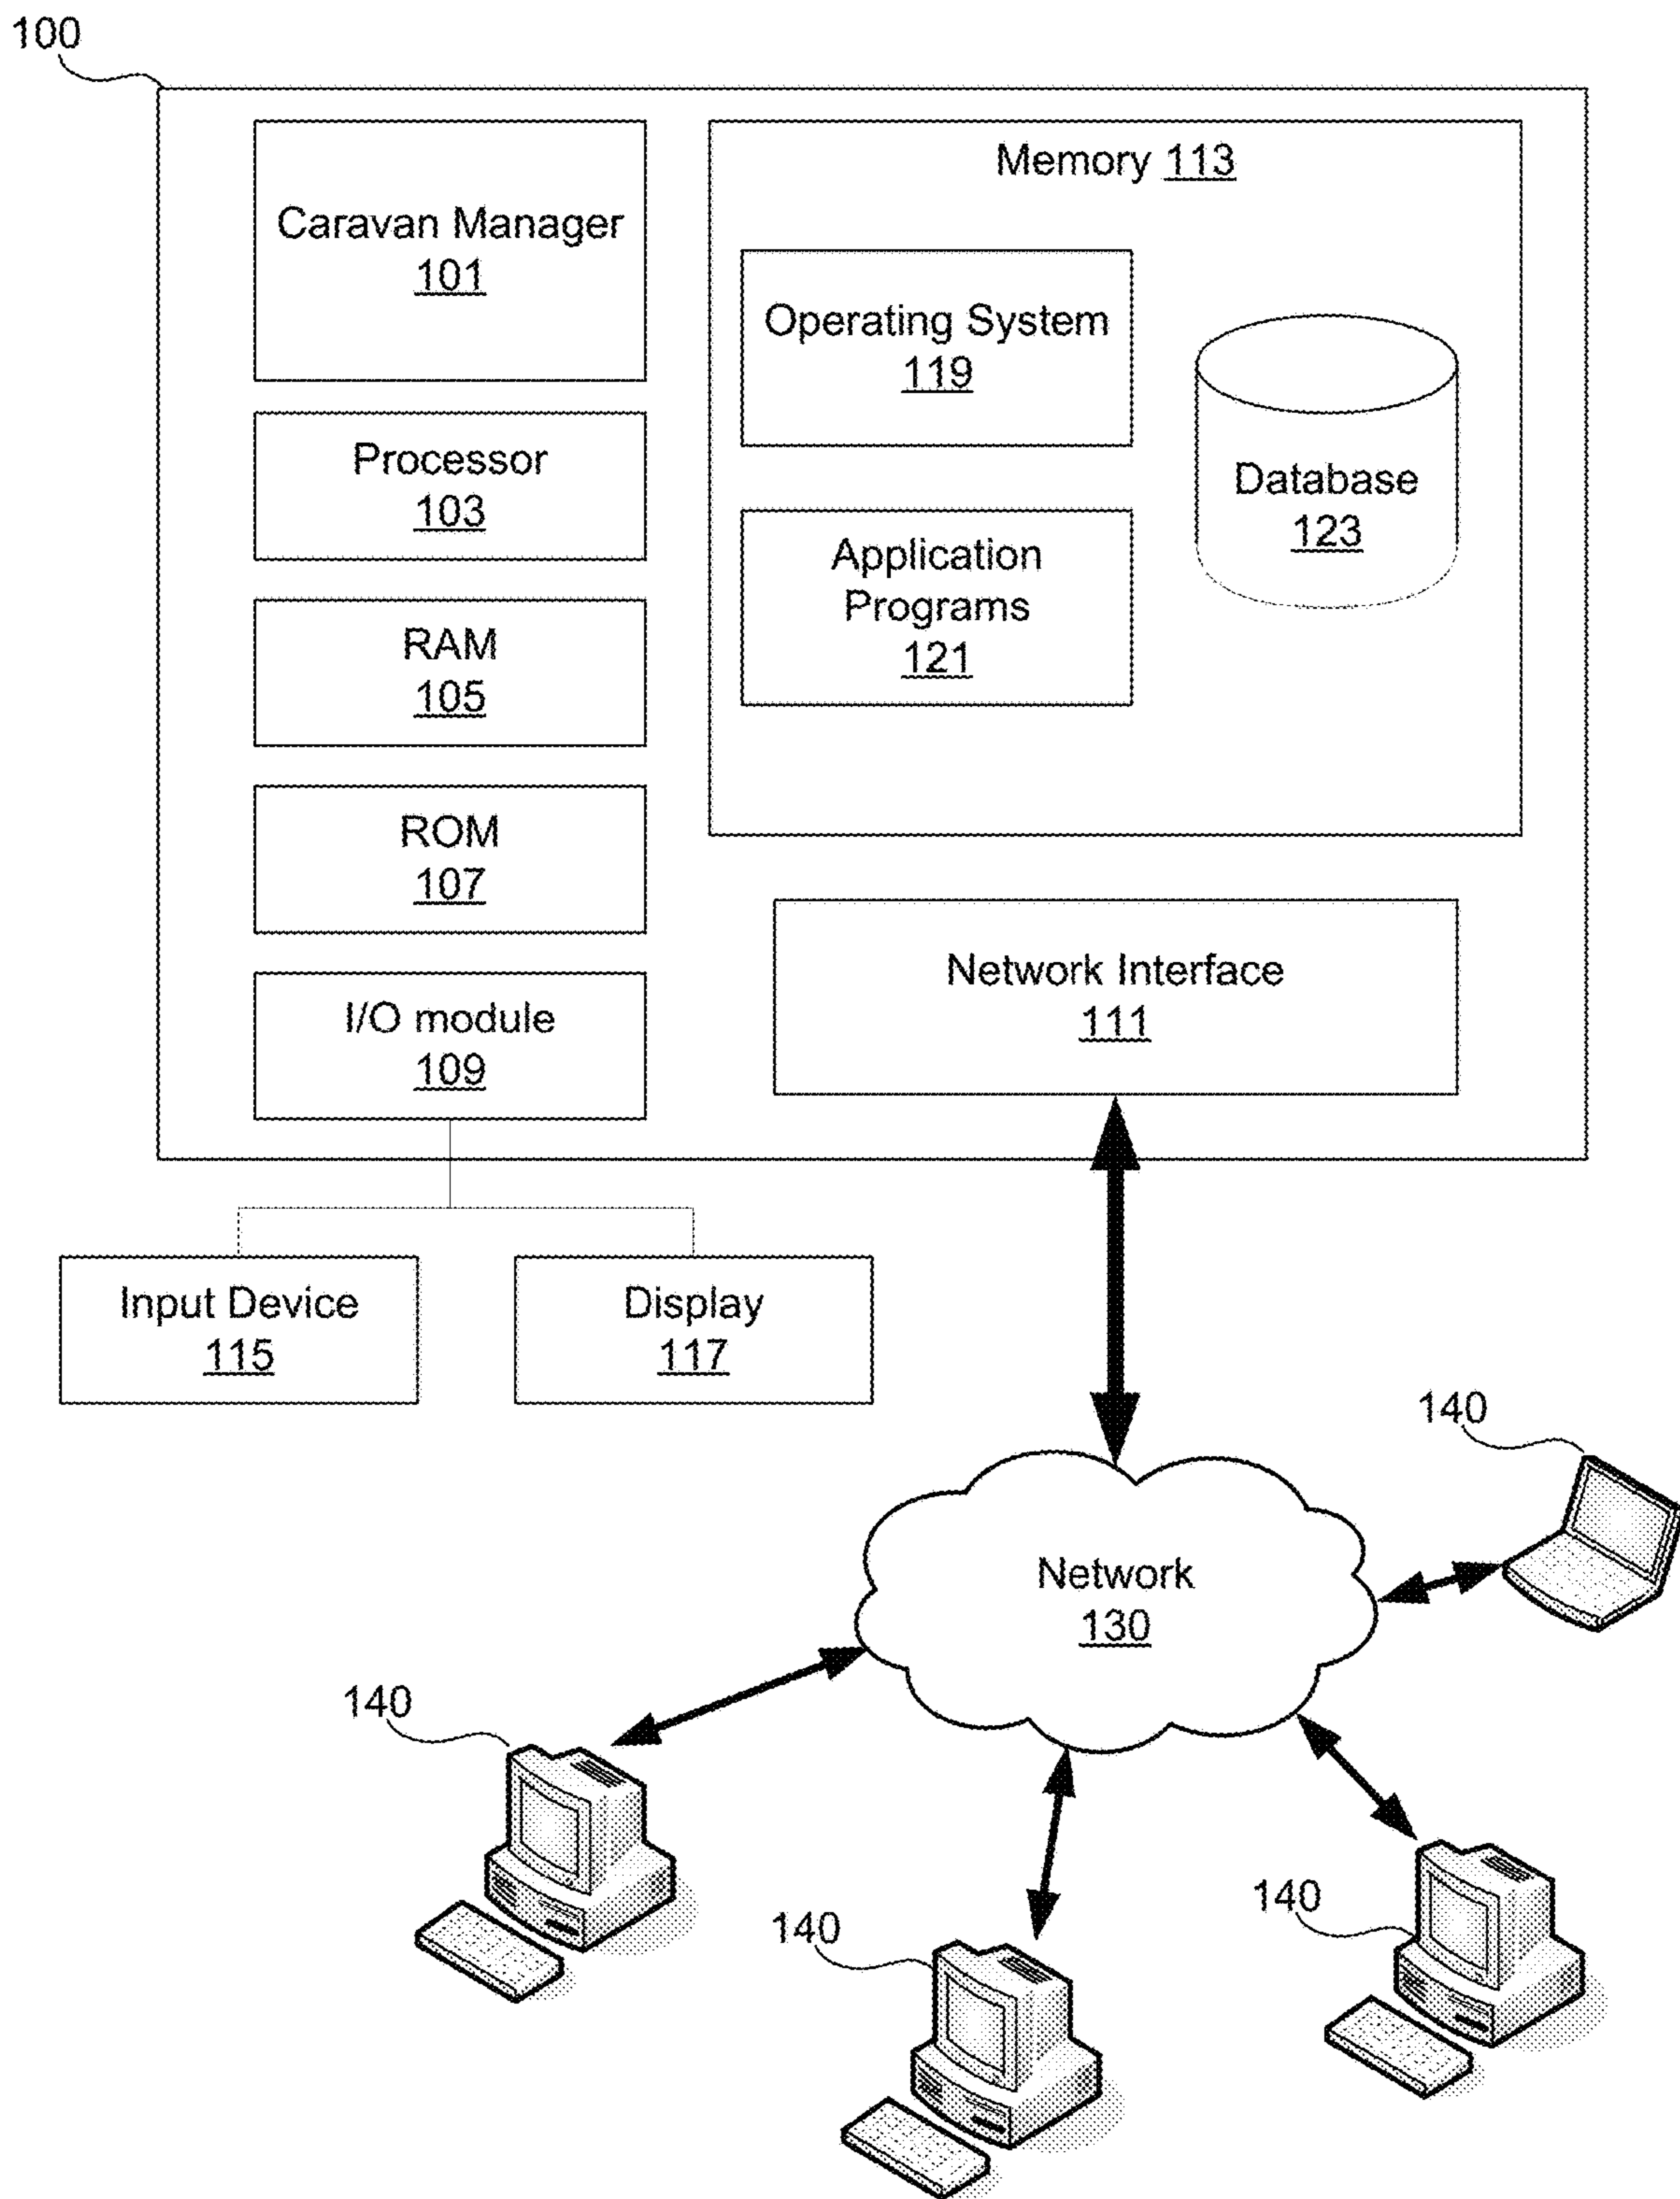 100
Caravan Manager
101
Processor
103
RAM
105
ROM
107
I/O module
109
Memory 113
Operating System
119
Application
Programs
121
Database
123
Network Interface
111
Input Device
115
Display
117
Network
130
140
140
140
140